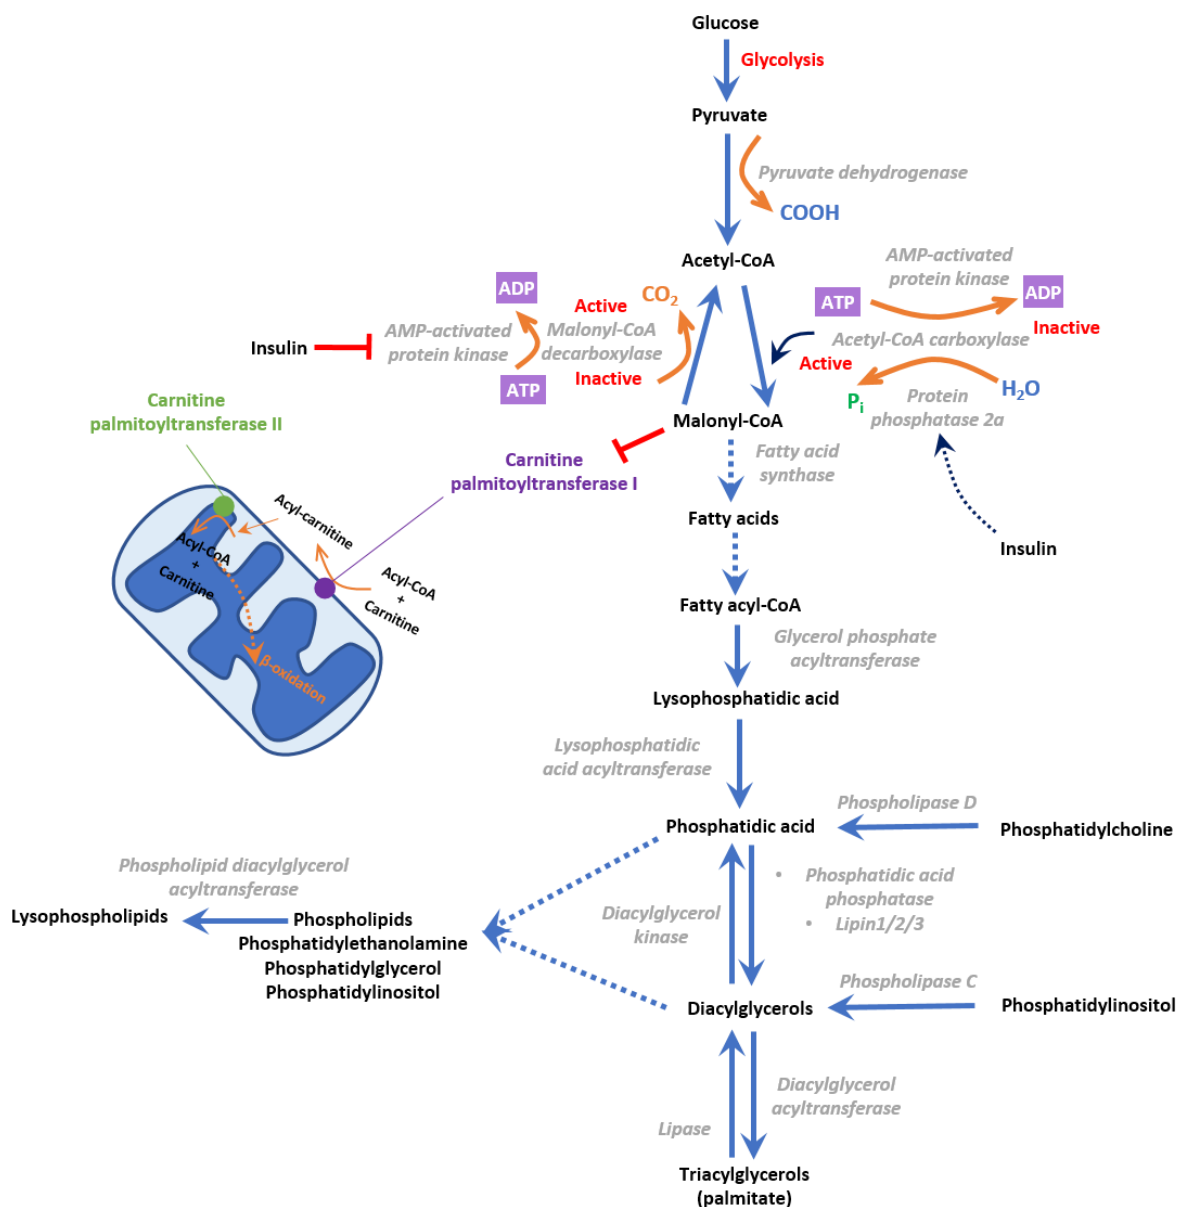 Glucose
Glycolysis
Pyruvate
Pyruvate dehydrogenase
COOH
Acetyl-CoA
AMP-activated
protein kinase
ADP
ATP
ADP
Active
CO2
Inactive
Insulin
AMP-activated
protein kinase
Malonyl-CoA
decarboxylase
Acetyl-CoA carboxylase
Inactive
Active
ATP
H2O
Pi
Protein
phosphatase 2a
Carnitine
palmitoyltransferase II
Malonyl-CoA
Fatty acid
synthase
Carnitine
palmitoyltransferase I
Fatty acids
Insulin
Acyl-carnitine
Acyl-CoA
+
Carnitine
Acyl-CoA
+
Carnitine
β-oxidation
Fatty acyl-CoA
Glycerol phosphate
acyltransferase
Lysophosphatidic acid
Lysophosphatidic
acid acyltransferase
Phospholipase D
Phosphatidic acid
Phosphatidylcholine
Phospholipid diacylglycerol
acyltransferase
• Phosphatidic acid
phosphatase
• Lipin1/2/3
Diacylglycerol
kinase
Lysophospholipids
Phospholipids
Phosphatidylethanolamine
Phosphatidylglycerol
Phosphatidylinositol
Phospholipase C
Diacylglycerols
Phosphatidylinositol
Diacylglycerol
acyltransferase
Lipase
Triacylglycerols
(palmitate)